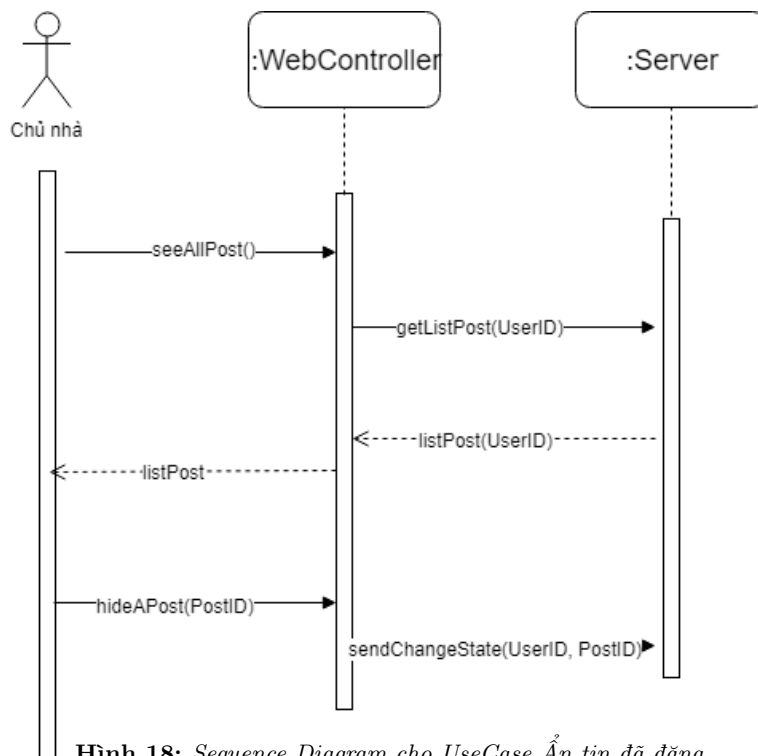 :WebController
:Server
Chủ nhà
seeAllPost()
getListPost(UserID)
listPost(UserID)
listPost
hideAPost(PostID)
sendChangeState(UserID, PostID)
Hình 18: Sequence Diagram cho UseCase Ẩn tin đã đăng